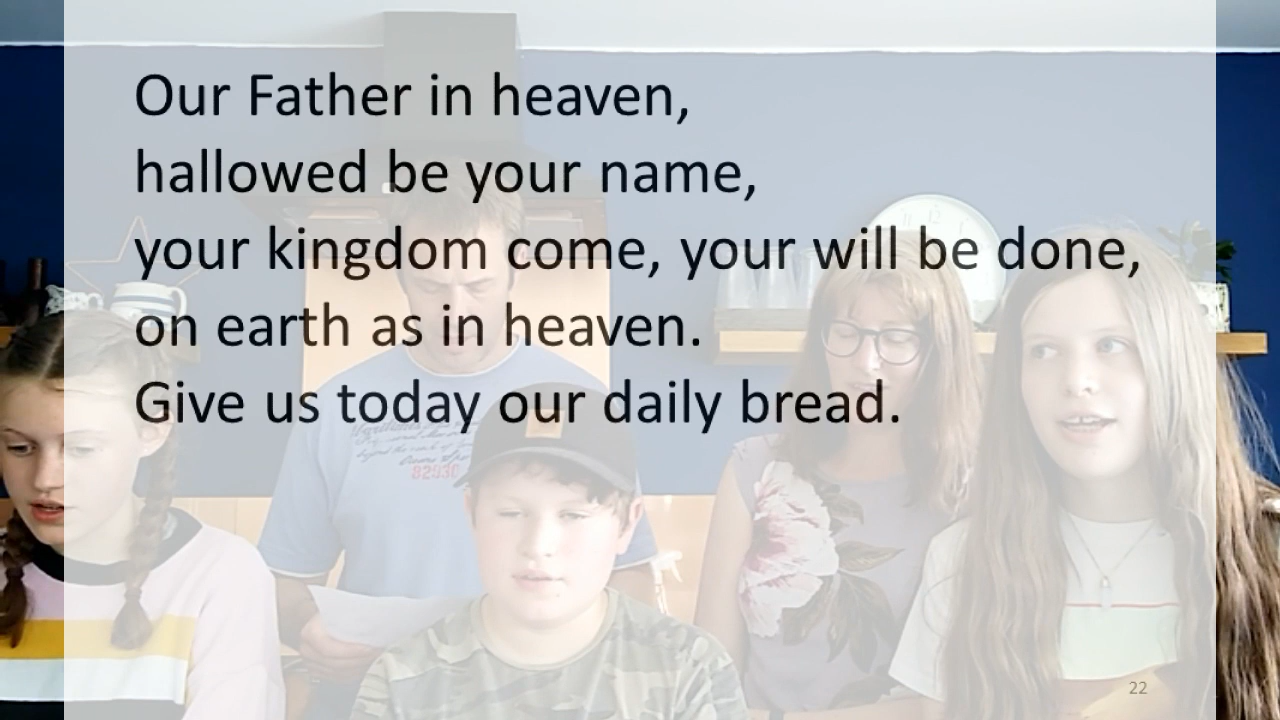 Our Father in heaven,
hallowed be your name,
your kingdom come, your will be done,
on earth as in heaven.
Give us today our daily bread.
82936
22